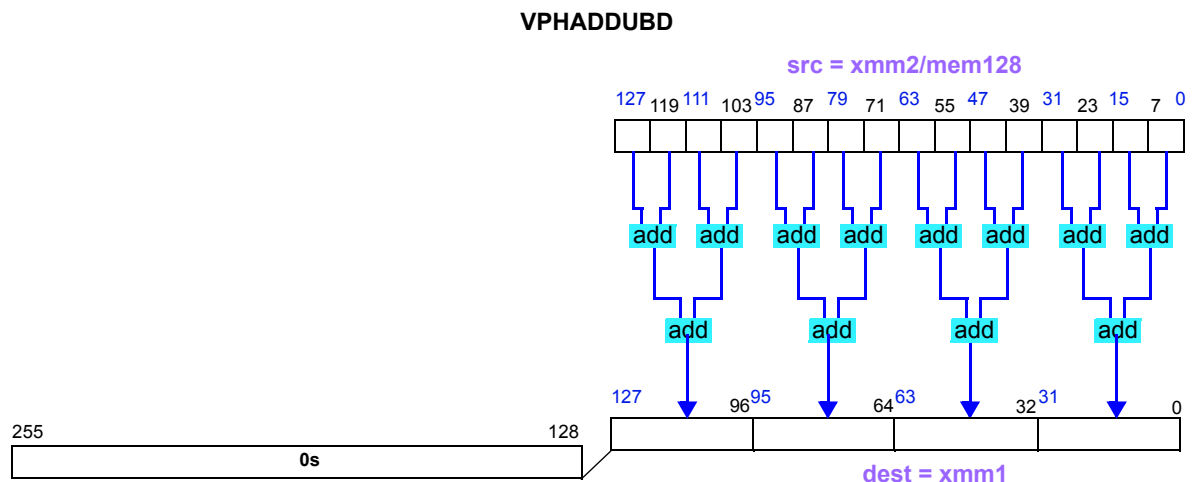 VPHADDUBD
src = xmm2/mem128
127 119 111 103 95 87 79 71 63 55 47 39 31 23 15 7 0
add add add add add add add add
add add add add
127 96 95 64 63 32 31 0
255 128
0s
dest = xmm1